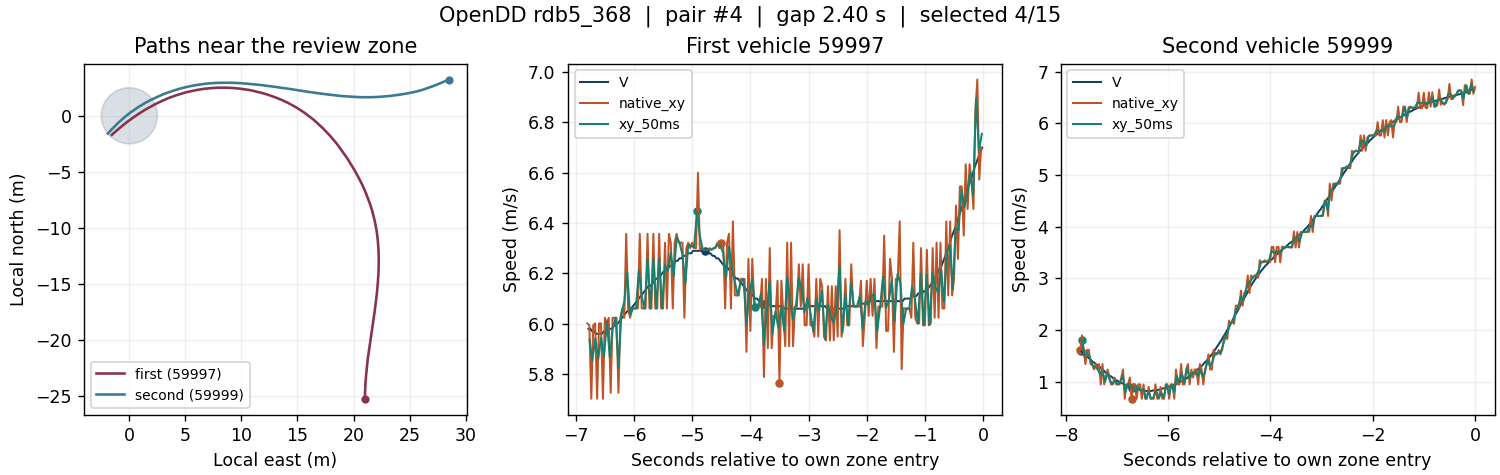 OpenDD rdb5_368 | pair #4 | gap 2.40 s | selected 4/15
Paths near the review zone
0
−5
−10
−15
−20
−25
Local north (m)
first (59997)
second (59999)
0
5
10
15
20
25
30
Local east (m)
First vehicle 59997
7.0
6.8
6.6
6.4
6.2
6.0
5.8
Speed (m/s)
V
native_xy
xy_50ms
−7
−6
−5
−4
−3
−2
−1
0
Seconds relative to own zone entry
Second vehicle 59999
7
6
5
4
3
2
1
Speed (m/s)
V
native_xy
xy_50ms
−8
−6
−4
−2
0
Seconds relative to own zone entry